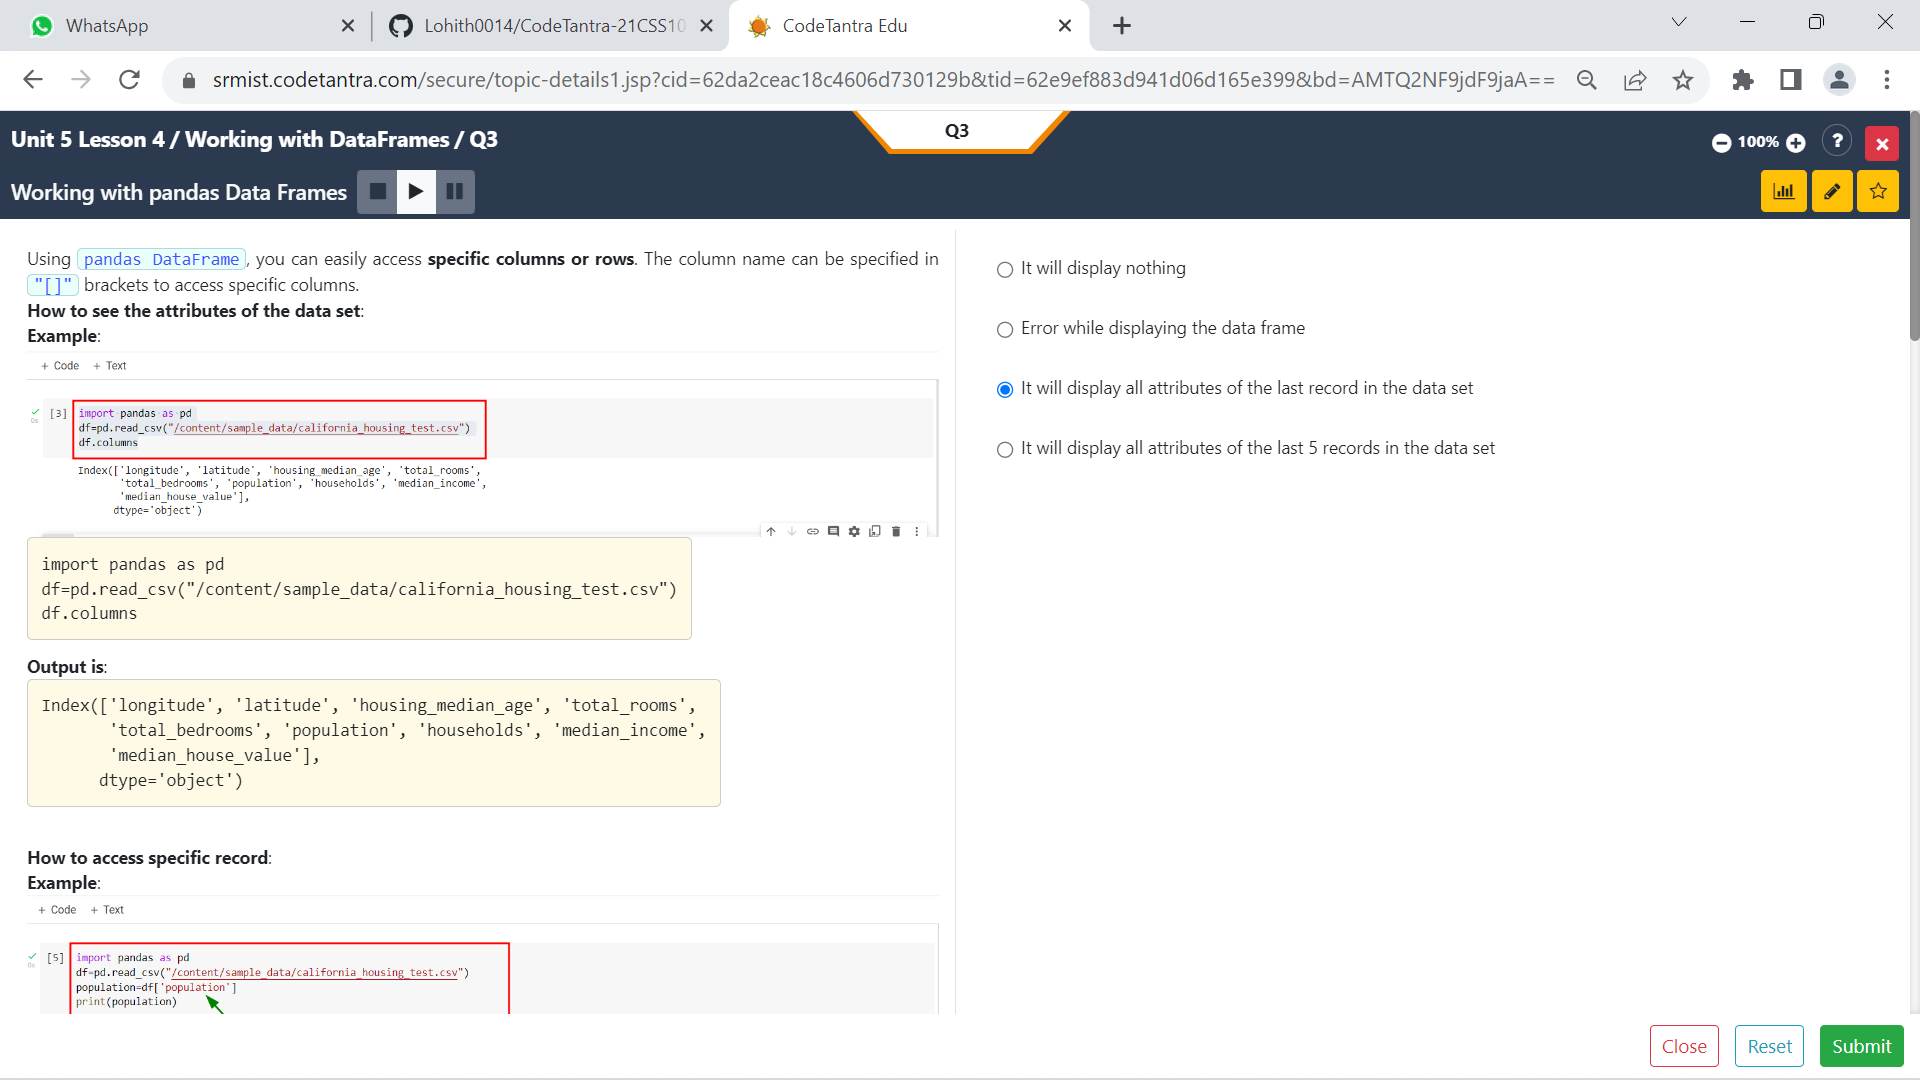 WhatsApp
Lohith0014/CodeTantra-21CSS10
CodeTantra Edu
srmist.codetantra.com/secure/topic-details1.jsp?cid=62da2ceac18c4606d730129b&tid=62e9ef883d941d06d165e399&bd=AMTQ2NF9jdF9jaA==
Unit 5 Lesson 4 / Working with DataFrames / Q3
Q3
100%
?
Working with pandas Data Frames
Using pandas DataFrame, you can easily access specific columns or rows. The column name can be specified in
"[]" brackets to access specific columns.
How to see the attributes of the data set:
Example:
+ Code + Text
[3] import pandas as pd
0s
df=pd.read_csv("/content/sample_data/california_housing_test.csv")
df.columns
Index(['longitude', 'latitude', 'housing_median_age', 'total_rooms',
'total_bedrooms', 'population', 'households', 'median_income',
'median_house_value'],
dtype='object')
import pandas as pd
df=pd.read_csv("/content/sample_data/california_housing_test.csv")
df.columns
Output is:
Index(['longitude', 'latitude', 'housing_median_age', 'total_rooms',
'total_bedrooms', 'population', 'households', 'median_income',
'median_house_value'],
dtype='object')
How to access specific record:
Example:
+ Code + Text
[5] import pandas as pd
0s
df=pd.read_csv("/content/sample_data/california_housing_test.csv")
population=df['population']
print(population)
It will display nothing
Error while displaying the data frame
It will display all attributes of the last record in the data set
It will display all attributes of the last 5 records in the data set
Close
Reset
Submit